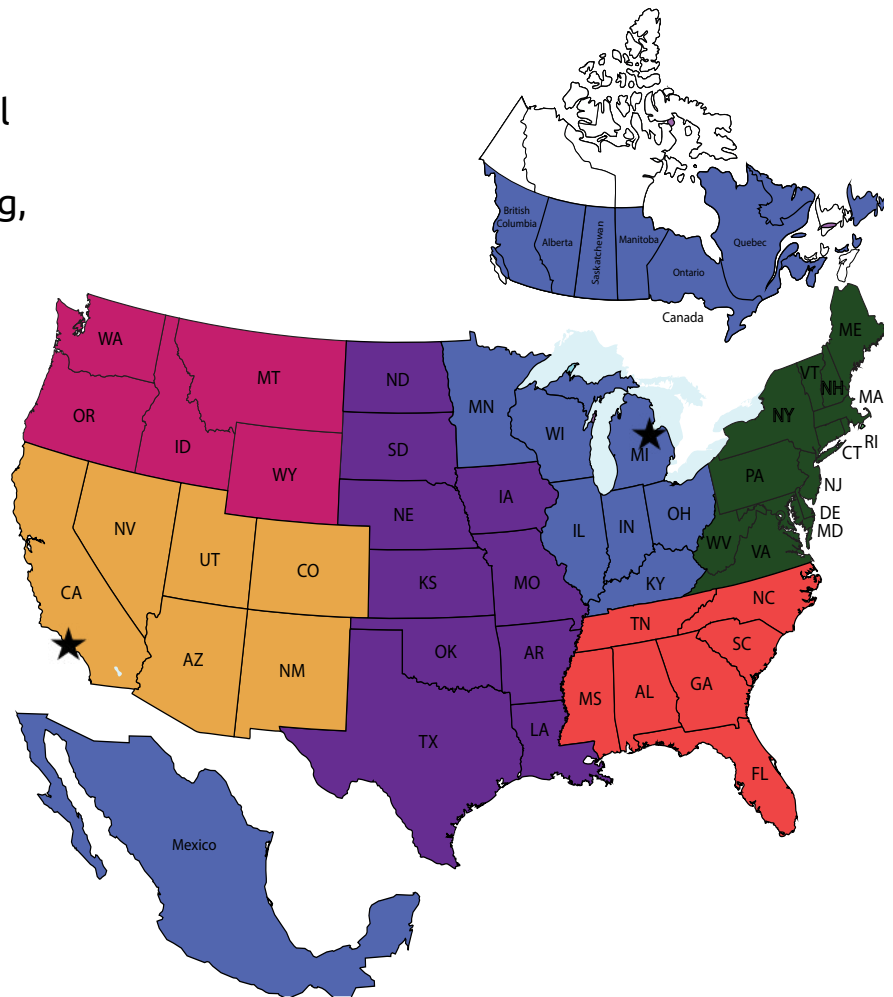 l
g,
British
Columbia
Alberta
Saskatchewan
Manitoba
Ontario
Quebec
Canada
WA
OR
ID
MT
WY
ND
SD
NE
KS
OK
TX
MN
IA
MO
AR
LA
WI
MI
IL
IN
OH
KY
ME
VT
NH
NY
MA
RI
CT
PA
NJ
DE
MD
WV
VA
NV
UT
CO
CA
AZ
NM
TN
NC
SC
MS
AL
GA
FL
Mexico